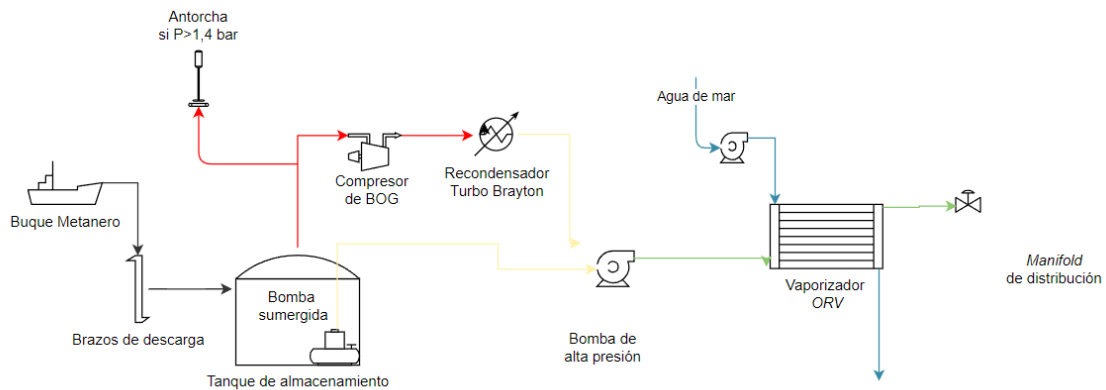 Antorcha
si P>1,4 bar
Agua de mar
Compresor
de BOG
Recondensador
Turbo Brayton
Buque Metanero
Manifold
de distribución
Vaporizador
ORV
Bomba
sumergida
Brazos de descarga
Bomba de
alta presión
Tanque de almacenamiento